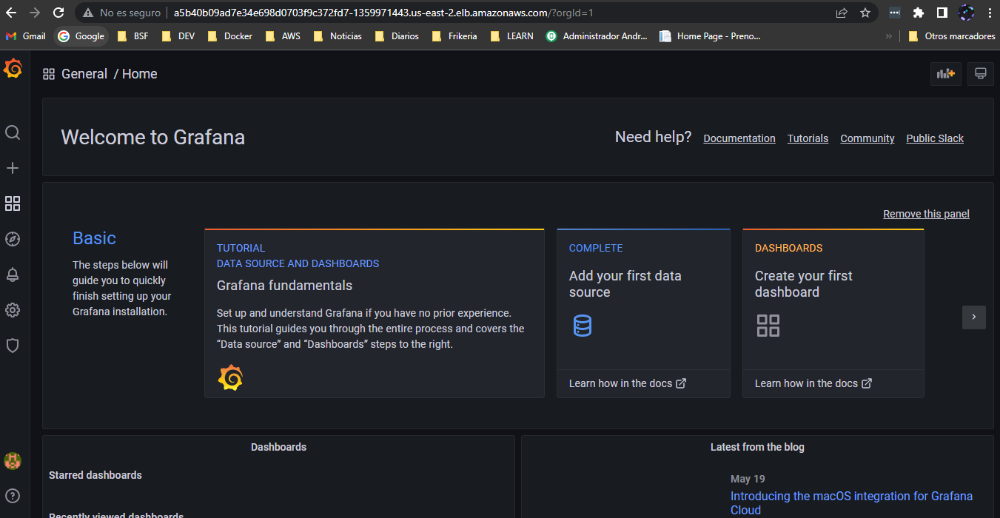 No es seguro
a5b40b09ad7e34e698d0703f9c372fd7-1359971443.us-east-2.elb.amazonaws.com/?orgId=1
Gmail
Google
BSF
DEV
Docker
AWS
Noticias
Diarios
Frikeria
LEARN
Administrador Andr...
Home Page - Preno...
»
Otros marcadores
General / Home
Welcome to Grafana
Need help?
Documentation
Tutorials
Community
Public Slack
Remove this panel
Basic
The steps below will
guide you to quickly
finish setting up your
Grafana installation.
TUTORIAL
DATA SOURCE AND DASHBOARDS
Grafana fundamentals
Set up and understand Grafana if you have no prior experience.
This tutorial guides you through the entire process and covers the
“Data source” and “Dashboards” steps to the right.
COMPLETE
Add your first data
source
Learn how in the docs
DASHBOARDS
Create your first
dashboard
Learn how in the docs
Dashboards
Starred dashboards
Recently viewed dashboards
Latest from the blog
May 19
Introducing the macOS integration for Grafana
Cloud